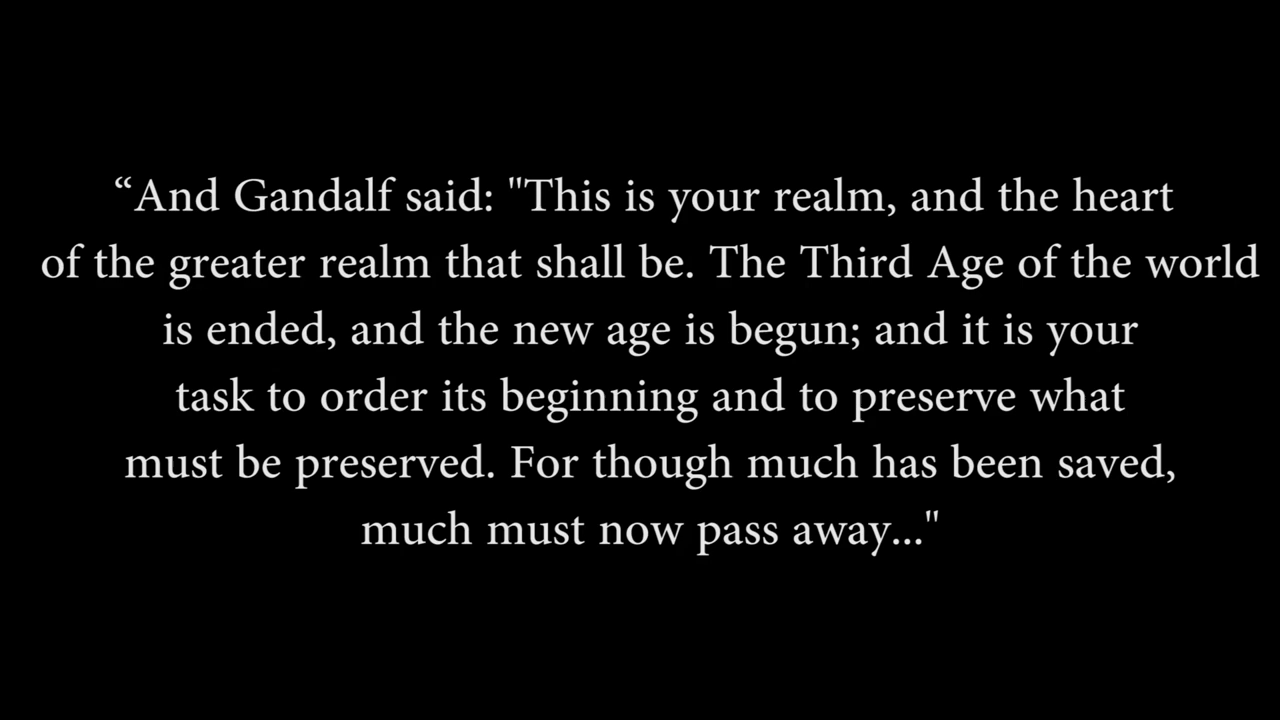 “And Gandalf said: "This is your realm, and the heart
of the greater realm that shall be. The Third Age of the world
is ended, and the new age is begun; and it is your
task to order its beginning and to preserve what
must be preserved. For though much has been saved,
much must now pass away..."